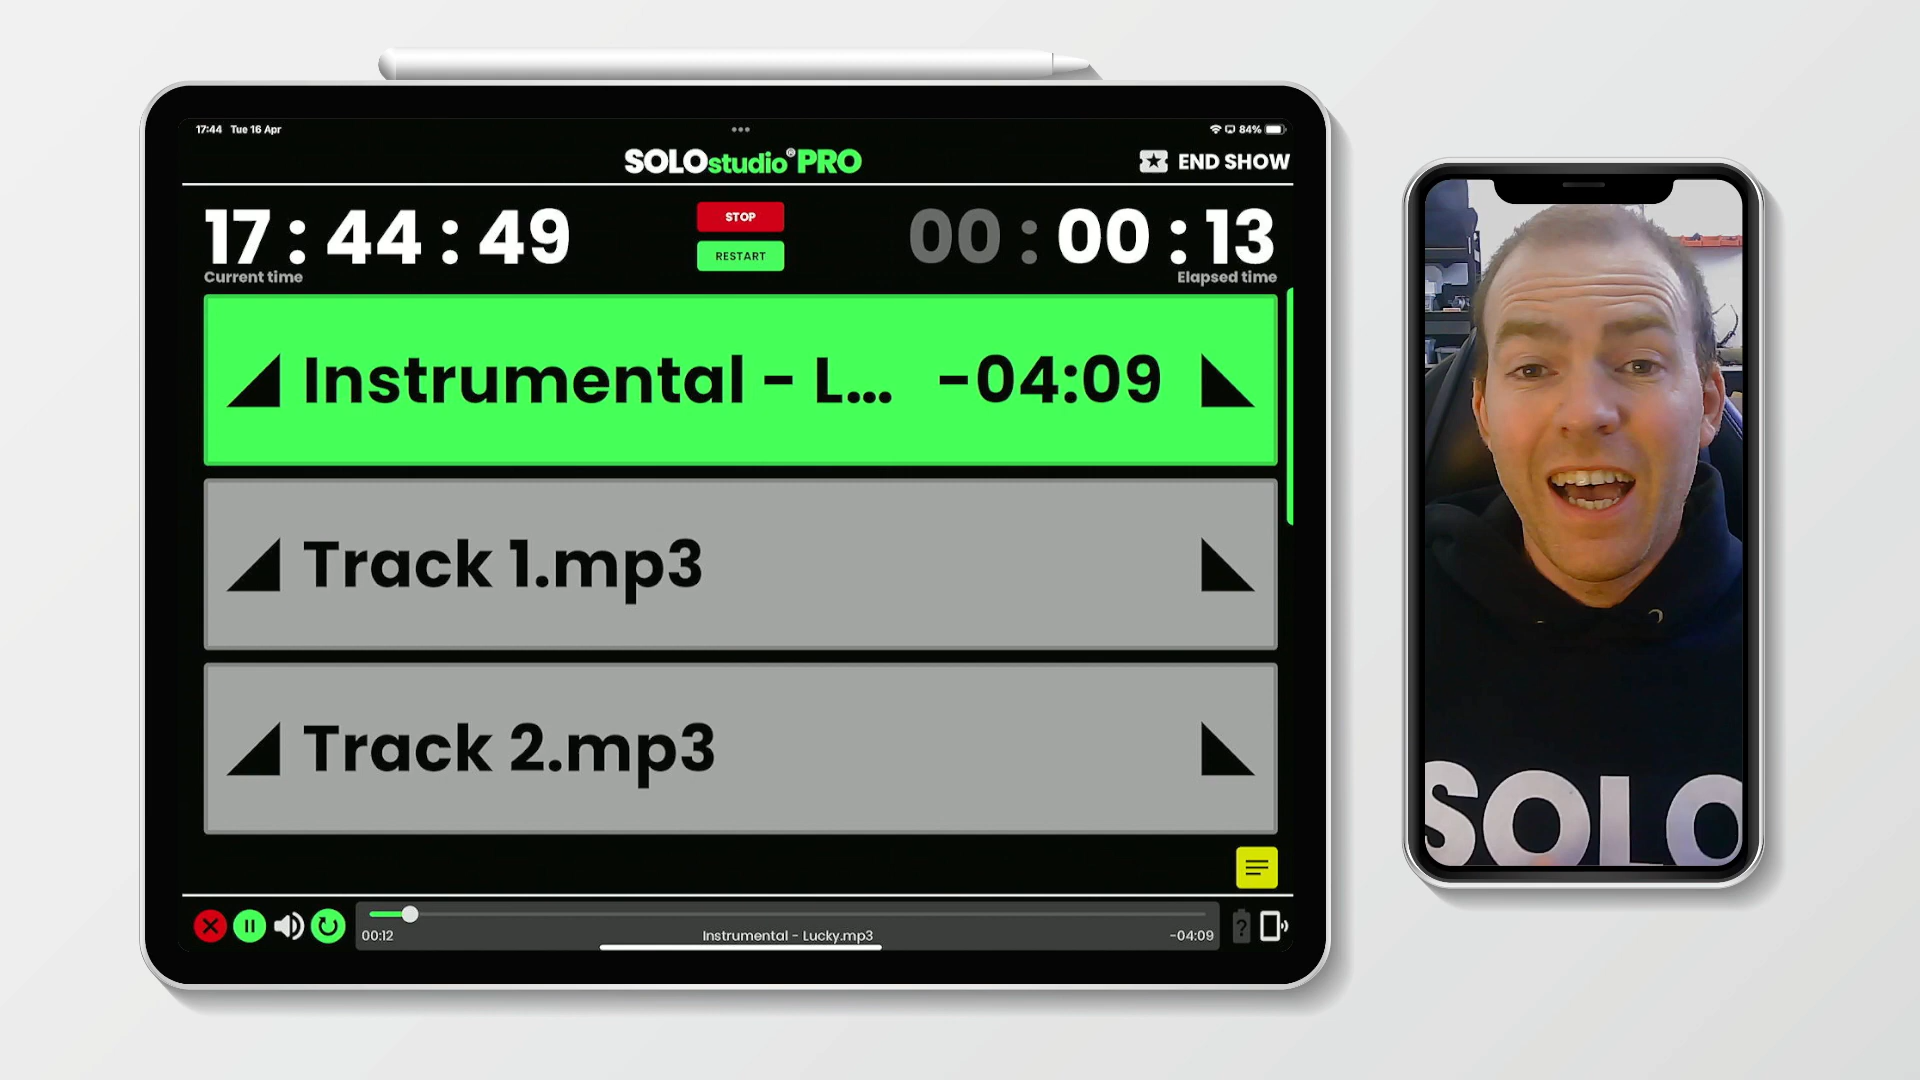 17:44 Tue 16 Apr
84%
SOLOstudio®PRO
END SHOW
17:44:49
Current time
STOP
RESTART
00:00:13
Elapsed time
Instrumental - L... -04:09
Track 1.mp3
Track 2.mp3
00:12
Instrumental - Lucky.mp3
-04:09
?
SOLO